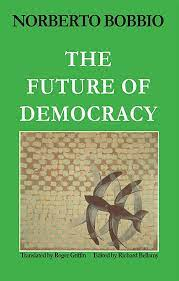 NORBERTO BOBBIO
THE
FUTURE OF
DEMOCRACY
Translated by Roger Griffin Edited by Richard Bellamy